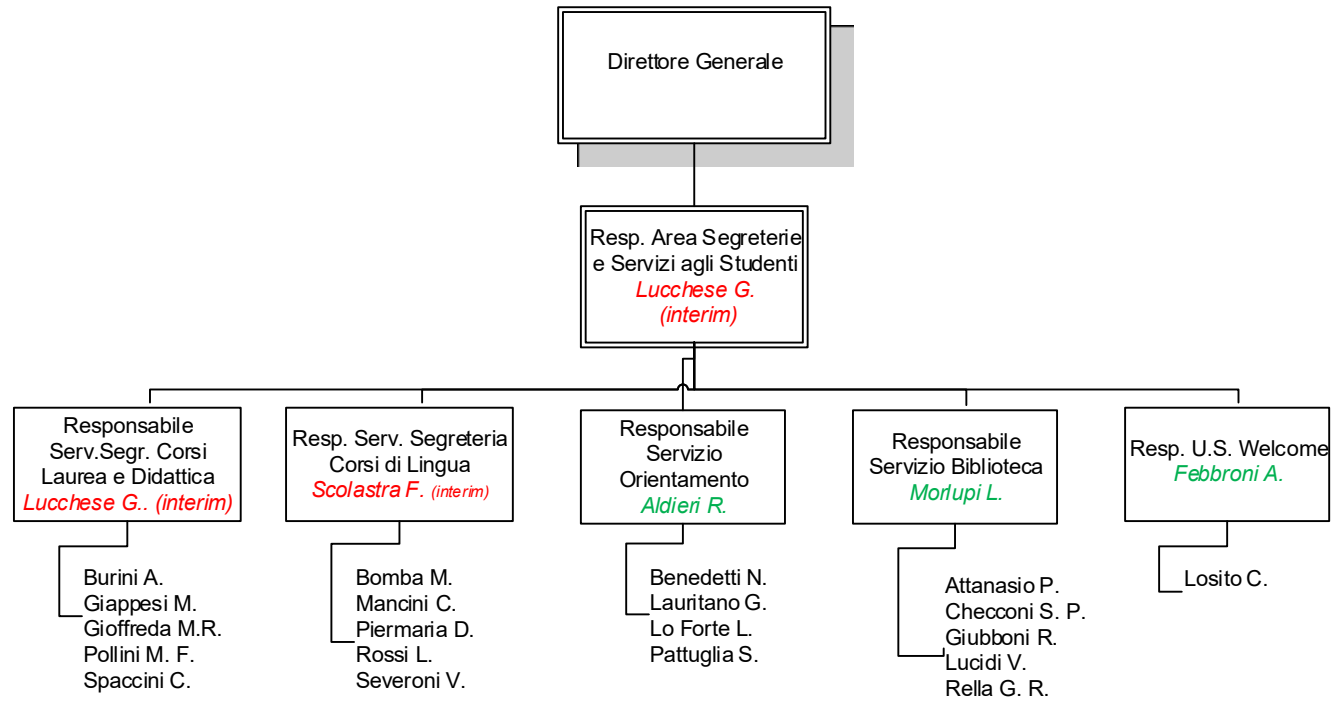 Direttore Generale
Resp. Area Segreterie
e Servizi agli Studenti
Lucchese G.
(interim)
Responsabile
Serv.Segr. Corsi
Laurea e Didattica
Lucchese G.. (interim)
Burini A.
Giappesi M.
Gioffreda M.R.
Pollini M. F.
Spaccini C.
Resp. Serv. Segreteria
Corsi di Lingua
Scolastra F. (interim)
Bomba M.
Mancini C.
Piermaria D.
Rossi L.
Severoni V.
Responsabile
Servizio
Orientamento
Aldieri R.
Benedetti N.
Lauritano G.
Lo Forte L.
Pattuglia S.
Responsabile
Servizio Biblioteca
Morlupi L.
Attanasio P.
Checconi S. P.
Giubboni R.
Lucidi V.
Rella G. R.
Resp. U.S. Welcome
Febbroni A.
Losito C.